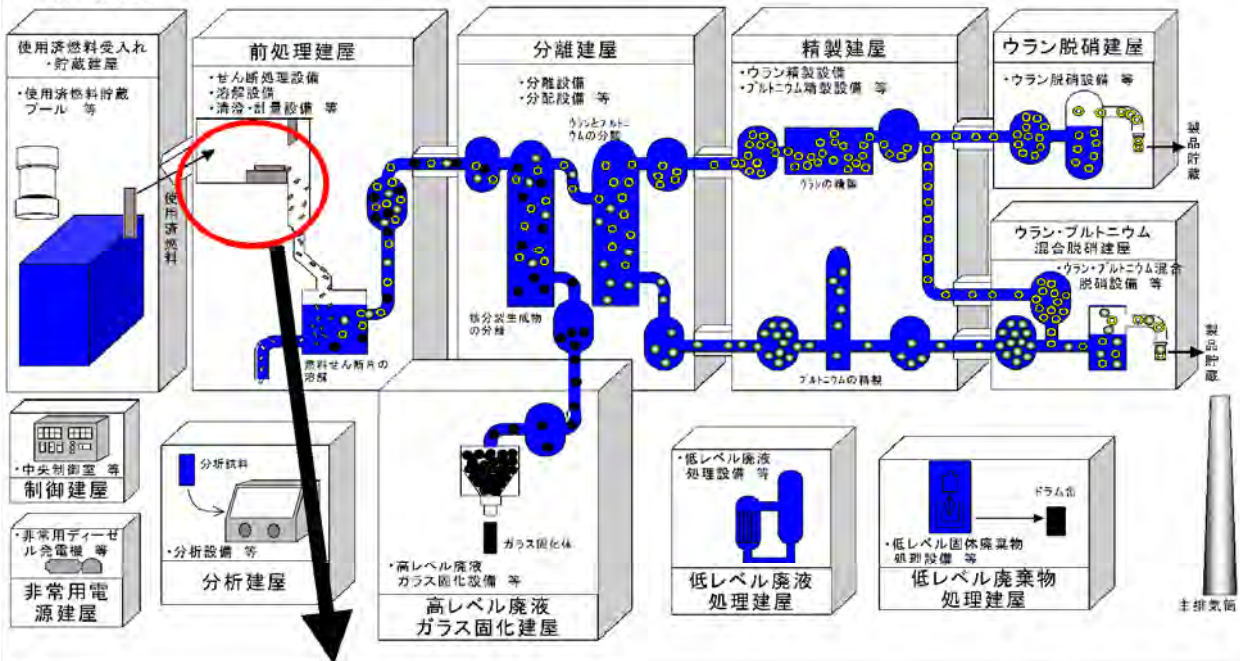 使用済燃料受入れ
・貯蔵建屋
・使用済燃料貯蔵
プール 等
使用済燃料
前処理建屋
・せん断処理設備
・溶解設備
・清澄・計量設備 等
燃料せん断片の
溶解
分離建屋
・分離設備
・分配設備 等
ウランとプルトニ
ウムの分離
核分裂生成物
の分離
精製建屋
・ウラン精製設備
・プルトニウム精製設備 等
ウランの精製
プルトニウムの精製
ウラン脱硝建屋
・ウラン脱硝設備 等
製品貯蔵
ウラン・プルトニウム
混合脱硝建屋
・ウラン・プルトニウム混合
脱硝設備 等
製品貯蔵
・中央制御室 等
制御建屋
・非常用ディーゼ
ル発電機 等
非常用電
源建屋
分析試料
・分析設備 等
分析建屋
ガラス固化体
・高レベル廃液
ガラス固化設備 等
高レベル廃液
ガラス固化建屋
・低レベル廃液
処理設備 等
低レベル廃液
処理建屋
ドラム缶
・低レベル固体廃棄物
処理設備 等
低レベル廃棄物
処理建屋
主排気筒